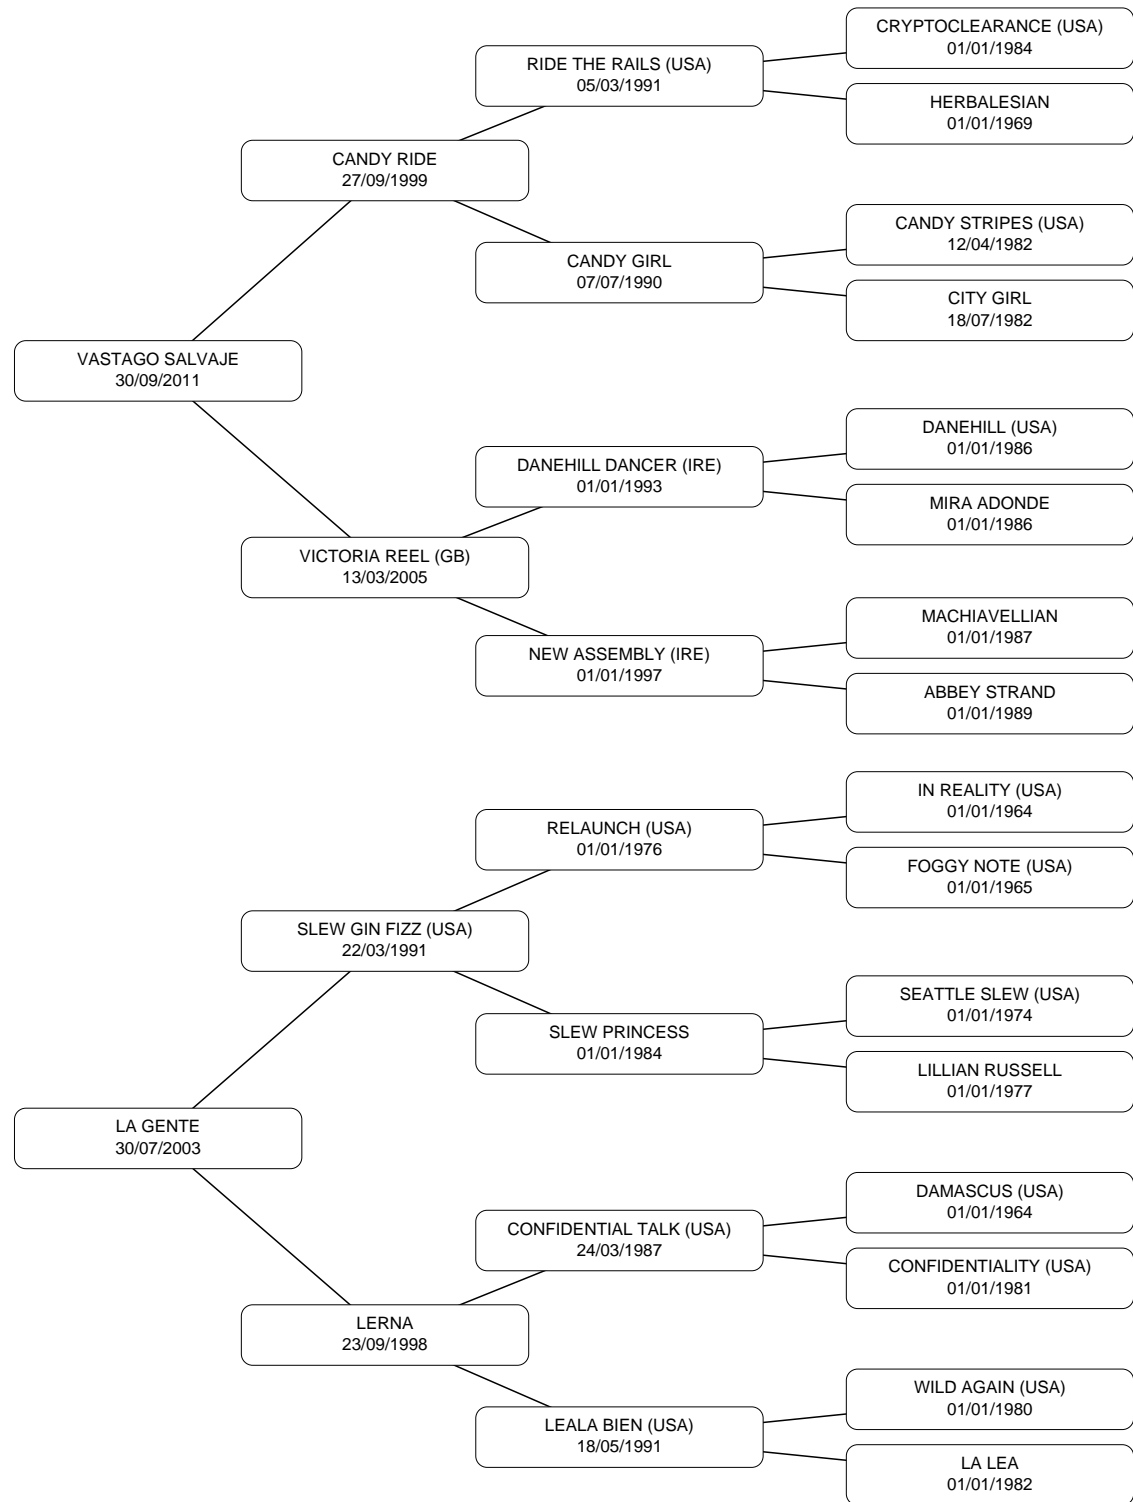 CRYPTOCLEARANCE (USA)
01/01/1984
RIDE THE RAILS (USA)
05/03/1991
HERBALESIAN
01/01/1969
CANDY RIDE
27/09/1999
CANDY STRIPES (USA)
12/04/1982
CANDY GIRL
07/07/1990
CITY GIRL
18/07/1982
VASTAGO SALVAJE
30/09/2011
DANEHILL (USA)
01/01/1986
DANEHILL DANCER (IRE)
01/01/1993
MIRA ADONDE
01/01/1986
VICTORIA REEL (GB)
13/03/2005
MACHIAVELLIAN
01/01/1987
NEW ASSEMBLY (IRE)
01/01/1997
ABBEY STRAND
01/01/1989
IN REALITY (USA)
01/01/1964
RELAUNCH (USA)
01/01/1976
FOGGY NOTE (USA)
01/01/1965
SLEW GIN FIZZ (USA)
22/03/1991
SEATTLE SLEW (USA)
01/01/1974
SLEW PRINCESS
01/01/1984
LILLIAN RUSSELL
01/01/1977
LA GENTE
30/07/2003
DAMASCUS (USA)
01/01/1964
CONFIDENTIAL TALK (USA)
24/03/1987
CONFIDENTIALITY (USA)
01/01/1981
LERNA
23/09/1998
WILD AGAIN (USA)
01/01/1980
LEALA BIEN (USA)
18/05/1991
LA LEA
01/01/1982